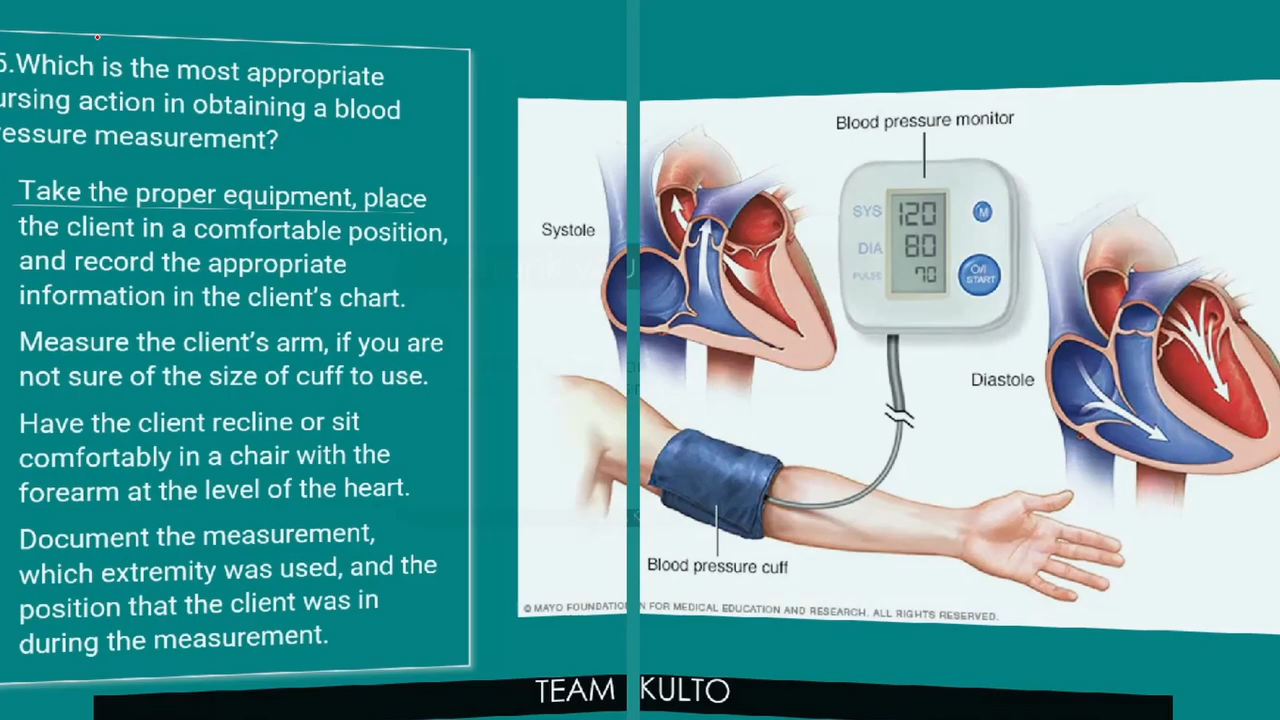 5.Which is the most appropriate
ursing action in obtaining a blood
ressure measurement?
Take the proper equipment, place
the client in a comfortable position,
and record the appropriate
information in the client's chart.
Measure the client's arm, if you are
not sure of the size of cuff to use.
Have the client recline or sit
comfortably in a chair with the
forearm at the level of the heart.
Document the measurement,
which extremity was used, and the
position that the client was in
during the measurement.
Blood pressure monitor
Systole
SYS 120 M
DIA 80
PULSE 70 O/I
START
Diastole
Blood pressure cuff
© MAYO FOUNDATION FOR MEDICAL EDUCATION AND RESEARCH. ALL RIGHTS RESERVED.
TEAM KULTO